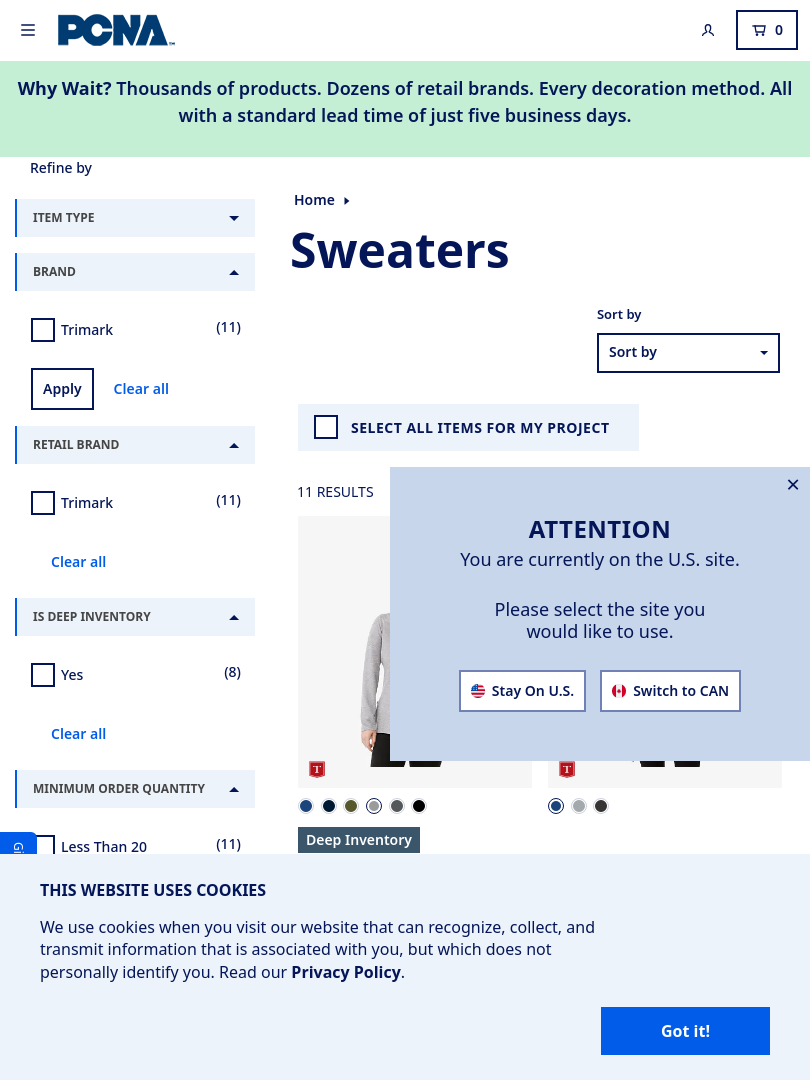 PCNA
0
Why Wait? Thousands of products. Dozens of retail brands. Every decoration method. All
with a standard lead time of just five business days.
Refine by
ITEM TYPE
BRAND
Trimark
(11)
Apply
Clear all
RETAIL BRAND
Trimark
(11)
Clear all
IS DEEP INVENTORY
Yes
(8)
Clear all
MINIMUM ORDER QUANTITY
Less Than 20
(11)
Home
Sweaters
Sort by
Sort by
SELECT ALL ITEMS FOR MY PROJECT
11 RESULTS
T
T
Deep Inventory
ATTENTION
You are currently on the U.S. site.
Please select the site you
would like to use.
Stay On U.S.
Switch to CAN
THIS WEBSITE USES COOKIES
We use cookies when you visit our website that can recognize, collect, and
transmit information that is associated with you, but which does not
personally identify you. Read our Privacy Policy.
Got it!